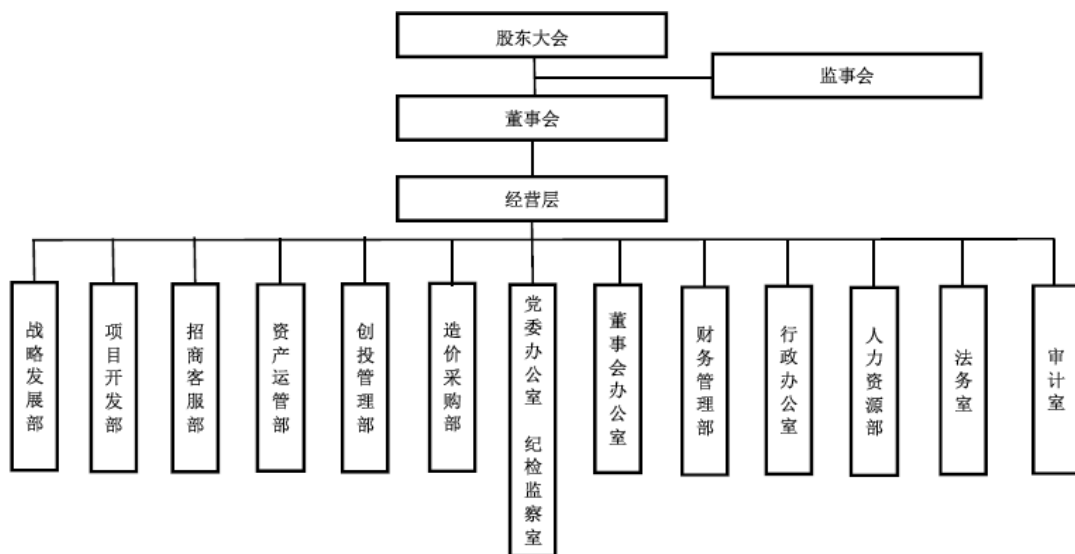 股东大会
监事会
董事会
经营层
战略发展部
项目开发部
招商客服部
资产运管部
创投管理部
造价采购部
党委办公室 纪检监察室
董事会办公室
财务管理部
行政办公室
人力资源部
法务室
审计室